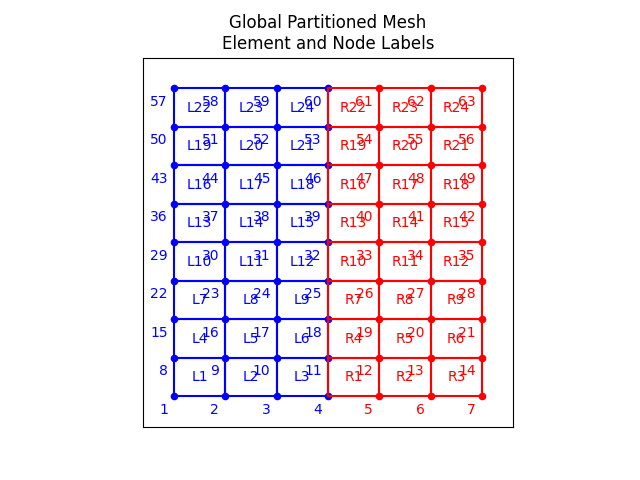 Global Partitioned Mesh
Element and Node Labels
57 L22 58 L23 59 L24 60 R22 61 R23 62 R24 63
50 L19 51 L20 52 L21 53 R19 54 R20 55 R21 56
43 L16 44 L17 45 L18 46 R16 47 R17 48 R18 49
36 L13 37 L14 38 L15 39 R13 40 R14 41 R15 42
29 L10 30 L11 31 L12 32 R10 33 R11 34 R12 35
22 L7 23 L8 24 L9 25 R7 26 R8 27 R9 28
15 L4 16 L5 17 L6 18 R4 19 R5 20 R6 21
8 L1 9 L2 10 L3 11 R1 12 R2 13 R3 14
1 2 3 4 5 6 7